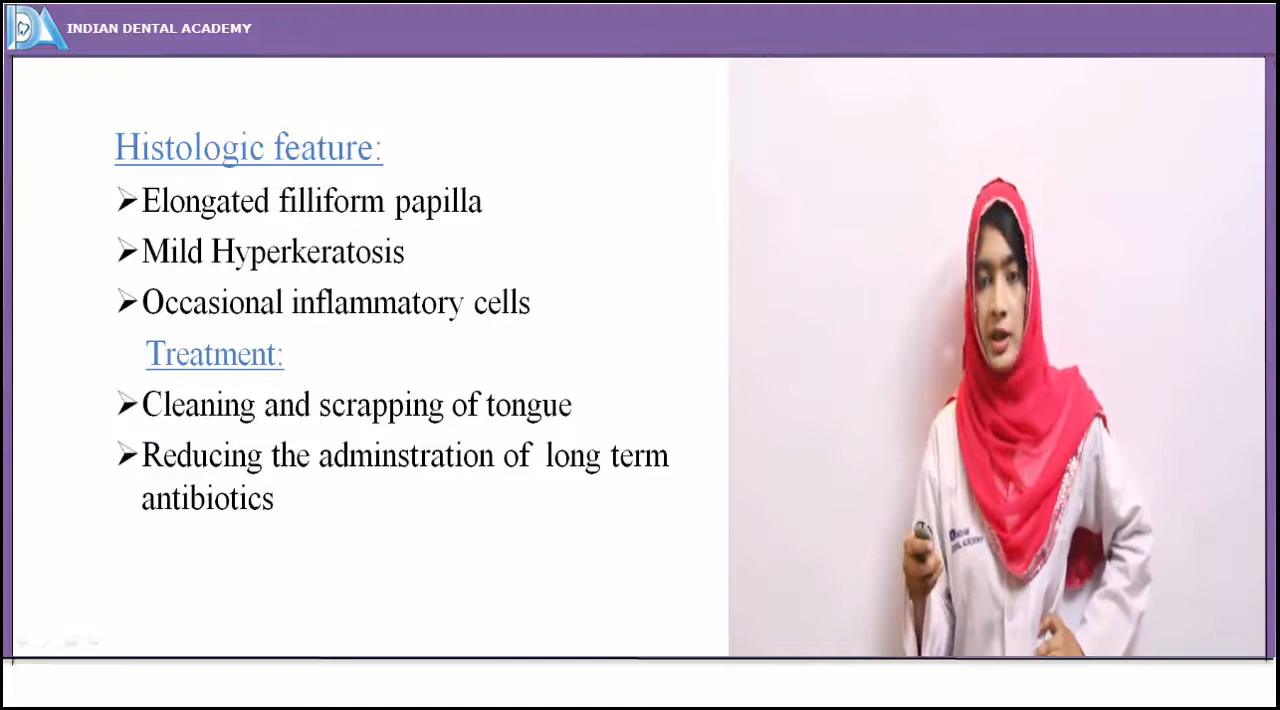 INDIAN DENTAL ACADEMY
Histologic feature:
➢Elongated filliform papilla
➢Mild Hyperkeratosis
➢Occasional inflammatory cells
Treatment:
➢Cleaning and scrapping of tongue
➢Reducing the adminstration of long term
antibiotics